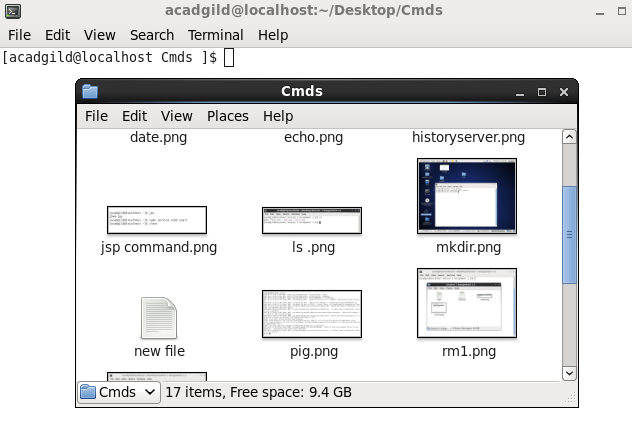 acadgild@localhost:~/Desktop/Cmds
File Edit View Search Terminal Help
[acadgild@localhost Cmds ]$
Cmds
File Edit View Places Help
date.png echo.png historyserver.png
jsp command.png ls .png mkdir.png
new file pig.png rm1.png
Cmds 17 items, Free space: 9.4 GB